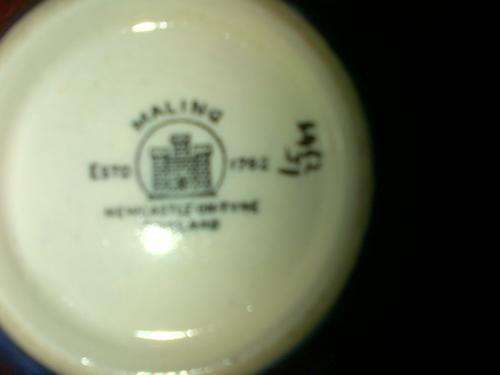 MALING
ESTD 1762
NEWCASTLE-ON-TYNE
ENGLAND